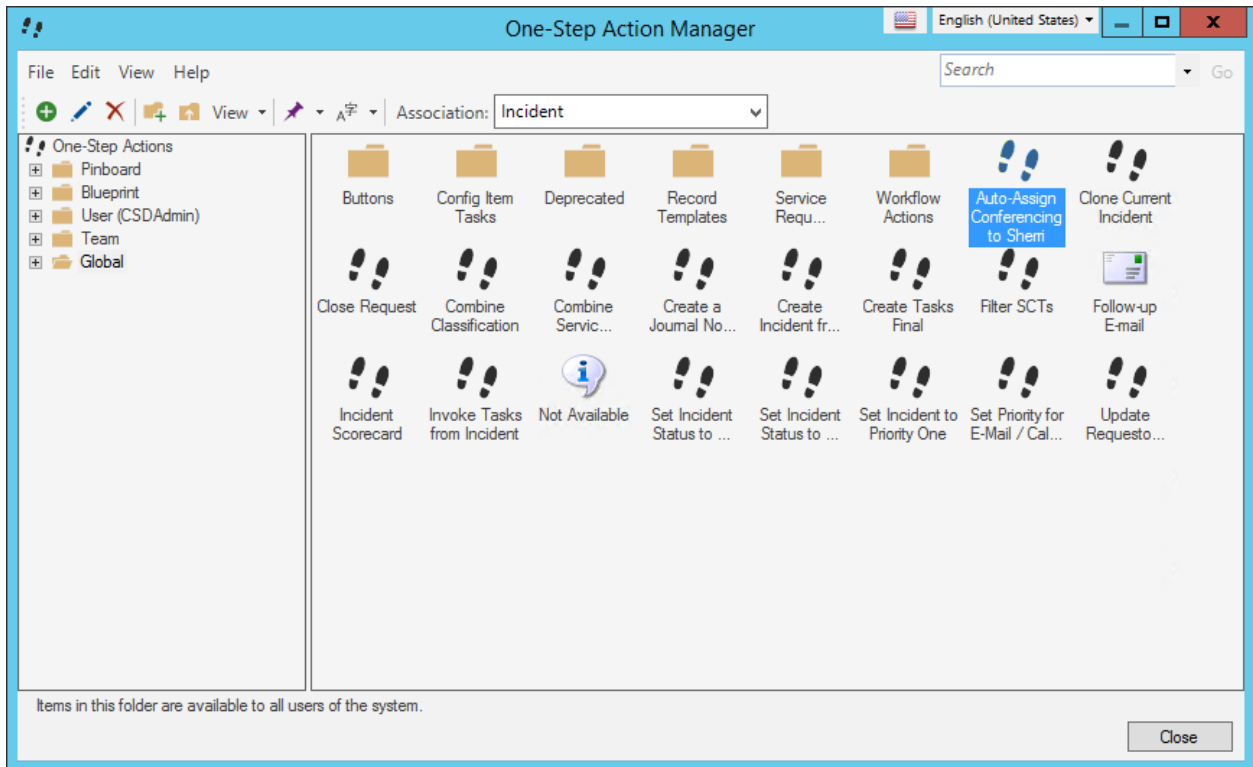 One-Step Action Manager
English (United States)
File Edit View Help
Search
Go
View
A字
Association: Incident
One-Step Actions
Pinboard
Blueprint
User (CSDAdmin)
Team
Global
Buttons
Config Item
Tasks
Deprecated
Record
Templates
Service
Requ...
Workflow
Actions
Auto-Assign
Conferencing
to Sherri
Clone Current
Incident
Close Request
Combine
Classification
Combine
Servic...
Create a
Journal No...
Create
Incident fr...
Create Tasks
Final
Filter SCTs
Follow-up
E-mail
Incident
Scorecard
Invoke Tasks
from Incident
Not Available
Set Incident
Status to ...
Set Incident
Status to ...
Set Incident to
Priority One
Set Priority for
E-Mail / Cal...
Update
Requesto...
Items in this folder are available to all users of the system.
Close